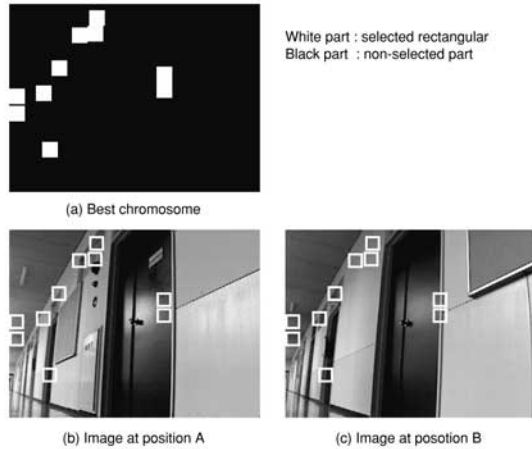 White part : selected rectangular
Black part : non-selected part
(a) Best chromosome
(b) Image at position A
(c) Image at posotion B